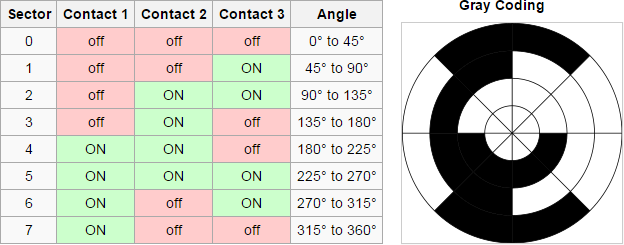 Gray Coding
Sector Contact 1 Contact 2 Contact 3 Angle
0 off off off 0° to 45°
1 off off ON 45° to 90°
2 off ON ON 90° to 135°
3 off ON off 135° to 180°
4 ON ON off 180° to 225°
5 ON ON ON 225° to 270°
6 ON off ON 270° to 315°
7 ON off off 315° to 360°